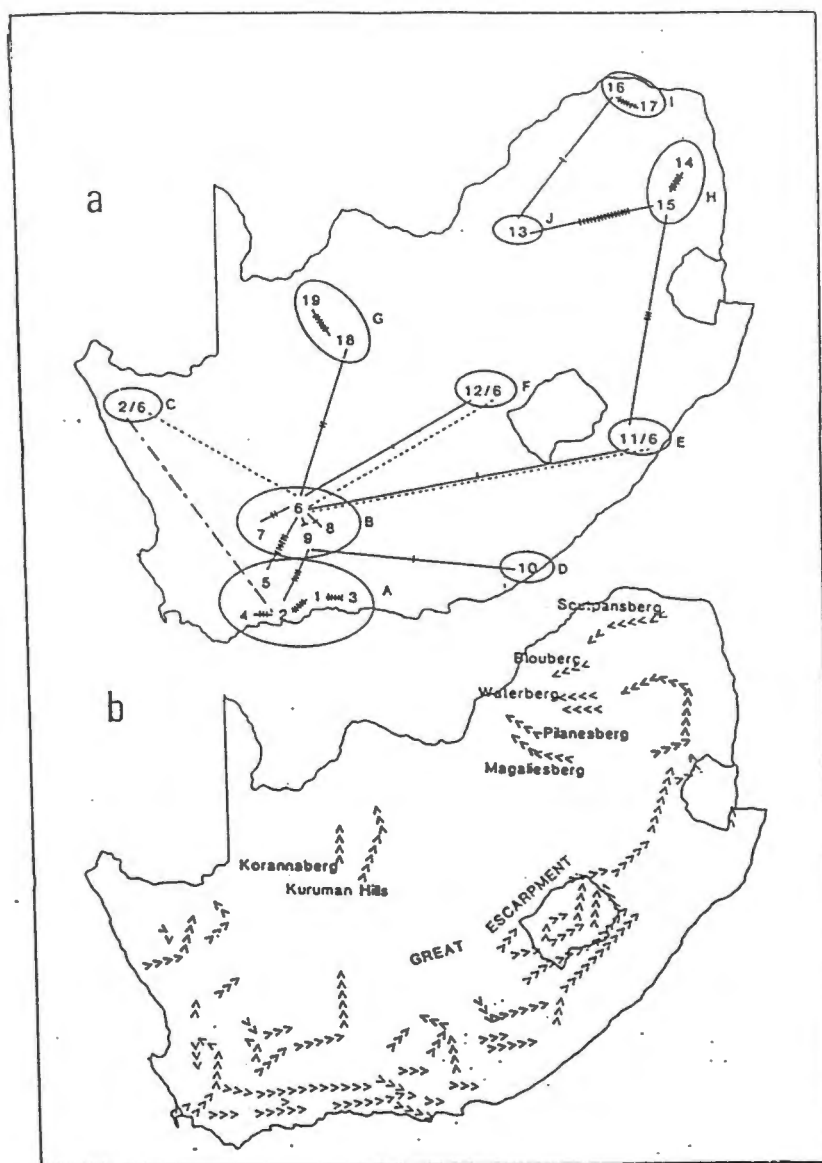 a
16
17 I
14
15 H
13 J
19
18 G
2/6 C
12/6 F
11/6 E
6
7 8 B
9
5
10 D
1 3 A
4 2
b
Soutpansberg
Blouberg
Waterberg
Pilanesberg
Magaliesberg
Korannaberg
Kuruman Hills
GREAT ESCARPMENT